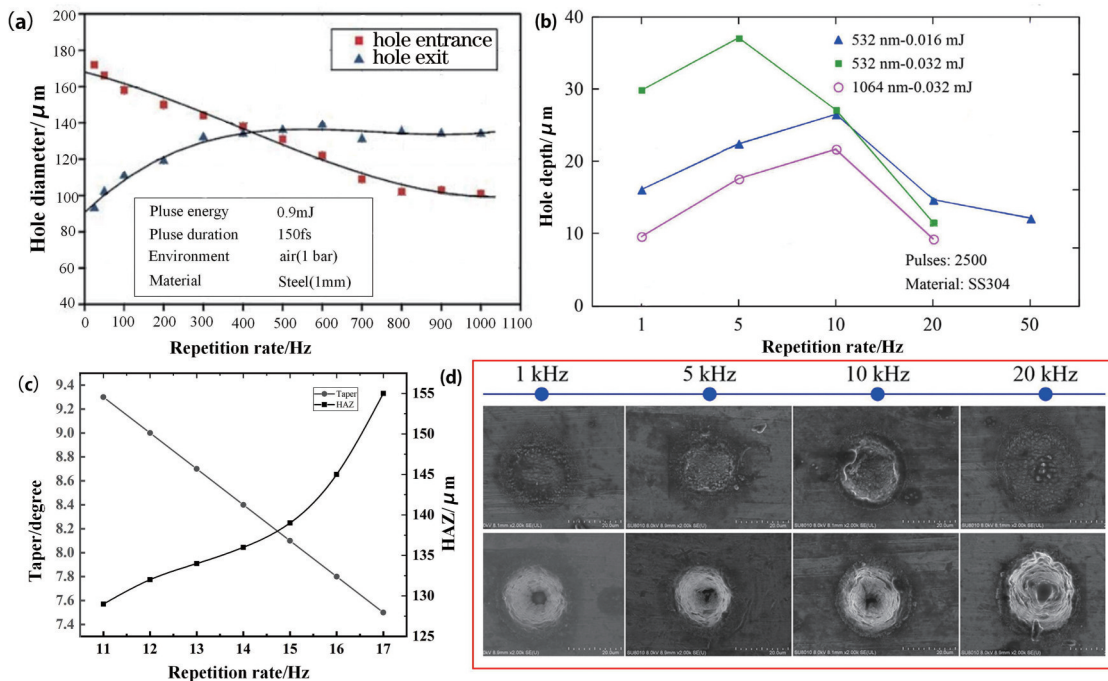 (a)
200
180
160
140
120
100
80
60
40
Hole diameter/μm
hole entrance
hole exit
Pluse energy 0.9mJ
Pluse duration 150fs
Environment air(1 bar)
Material Steel(1mm)
0 100 200 300 400 500 600 700 800 900 1000 1100
Repetition rate/Hz
(b)
40
30
20
10
0
Hole depth/μm
532 nm-0.016 mJ
532 nm-0.032 mJ
1064 nm-0.032 mJ
Pulses: 2500
Material: SS304
1 5 10 20 50
Repetition rate/Hz
(c)
9.4
9.2
9.0
8.8
8.6
8.4
8.2
8.0
7.8
7.6
7.4
Taper/degree
Taper
HAZ
155
150
145
140
135
130
125
HAZ/μm
11 12 13 14 15 16 17
Repetition rate/Hz
(d)
1 kHz 5 kHz 10 kHz 20 kHz